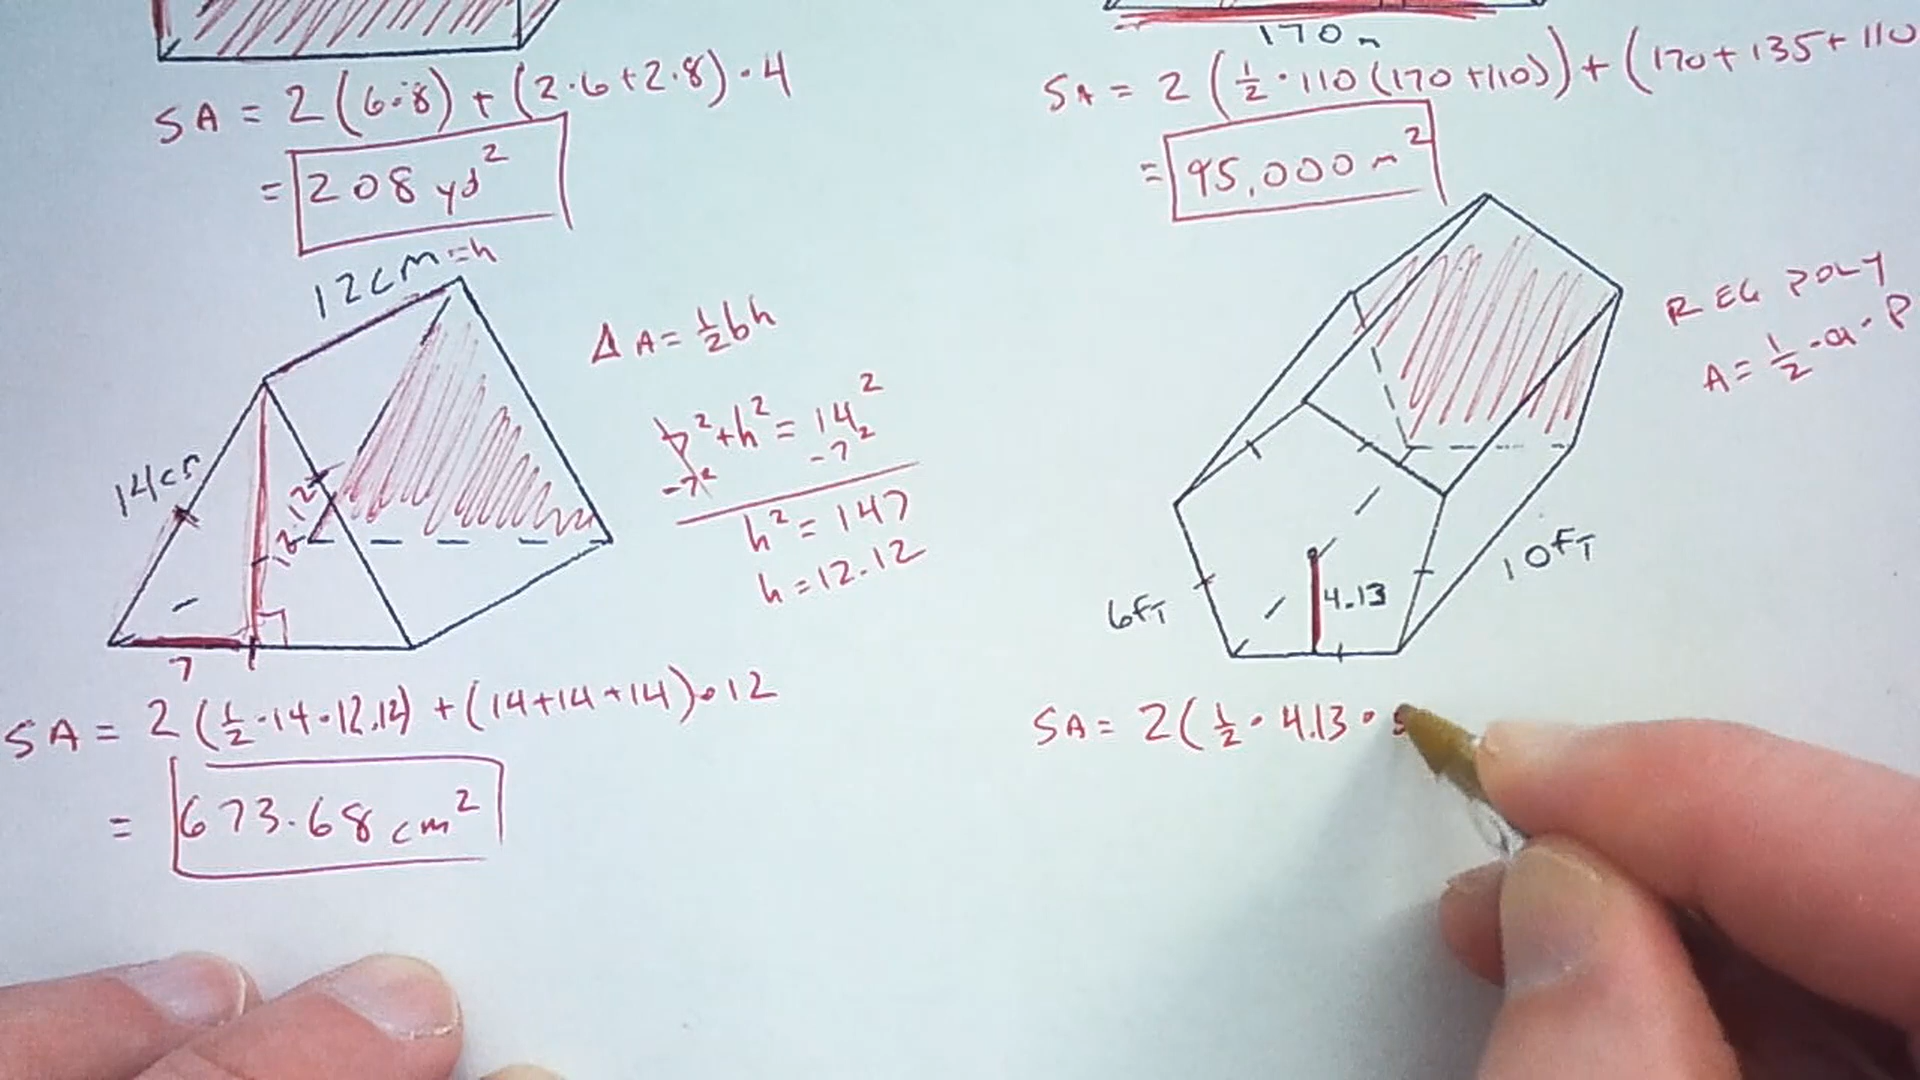 SA = 2(6·8) + (2·6+2·8)·4
= 208 yd²
12cm=h
Δ A = ½bh
b²+h² = 14²
-7² -7²
h² = 147
h = 12.12
14cm
12.12
7
SA = 2(½·14·12.12) + (14+14+14)·12
= 673.68 cm²
170m
SA = 2(½·110(170+110)) + (170+135+110
= 95,000 m²
REG POLY
A = ½·a·P
6FT
4.13
10FT
SA = 2(½·4.13·